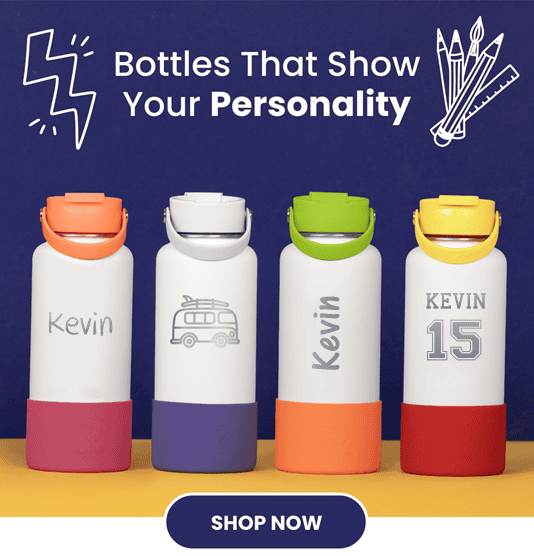 Bottles That Show
Your Personality
Kevin
Kevin
KEVIN
15
SHOP NOW